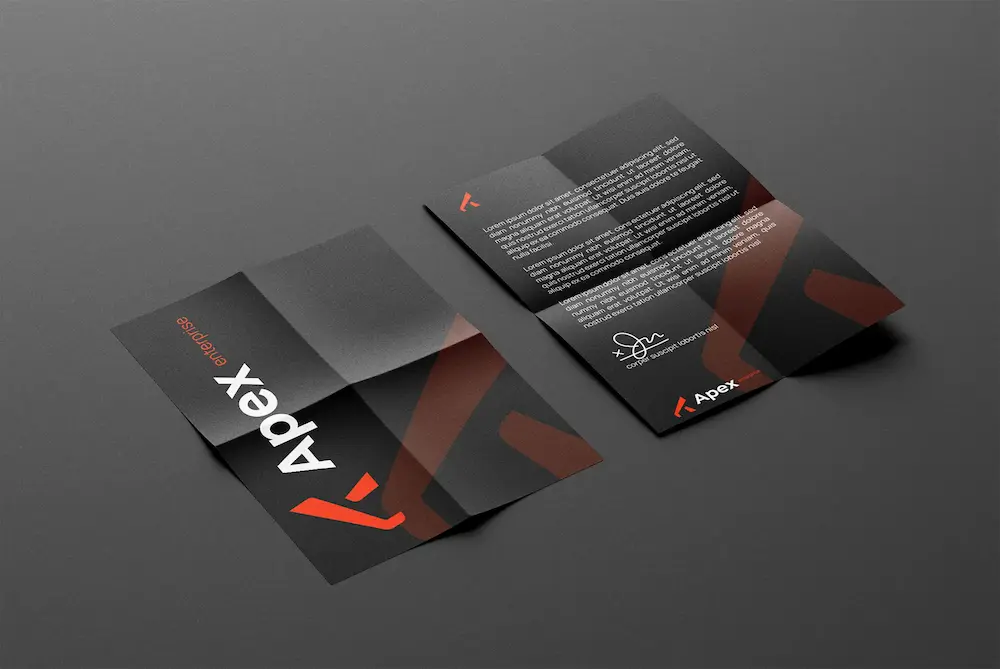 enterprise
Apex
Lorem ipsum dolor sit amet, consectetuer adipiscing elit, sed
diam nonummy nibh euismod tincidunt ut laoreet dolore
magna aliquam erat volutpat. Ut wisi enim ad minim veniam,
quis nostrud exerci tation ullamcorper suscipit lobortis nisl ut
aliquip ex ea commodo consequat. Duis autem dolore te feugait
nulla facilisi.
Lorem ipsum dolor sit amet, consectetuer adipiscing elit, sed
diam nonummy nibh euismod tincidunt ut laoreet dolore
magna aliquam erat volutpat. Ut wisi enim ad minim veniam,
quis nostrud exerci tation ullamcorper suscipit lobortis nisl ut
aliquip ex ea commodo consequat.
Lorem ipsum dolor sit amet, consectetuer adipiscing elit, sed
diam nonummy nibh euismod tincidunt ut laoreet dolore magna
aliquam erat volutpat. Ut wisi enim ad minim veniam, quis
nostrud exerci tation ullamcorper suscipit lobortis nisl
x
corper suscipit lobortis nisl
Apex